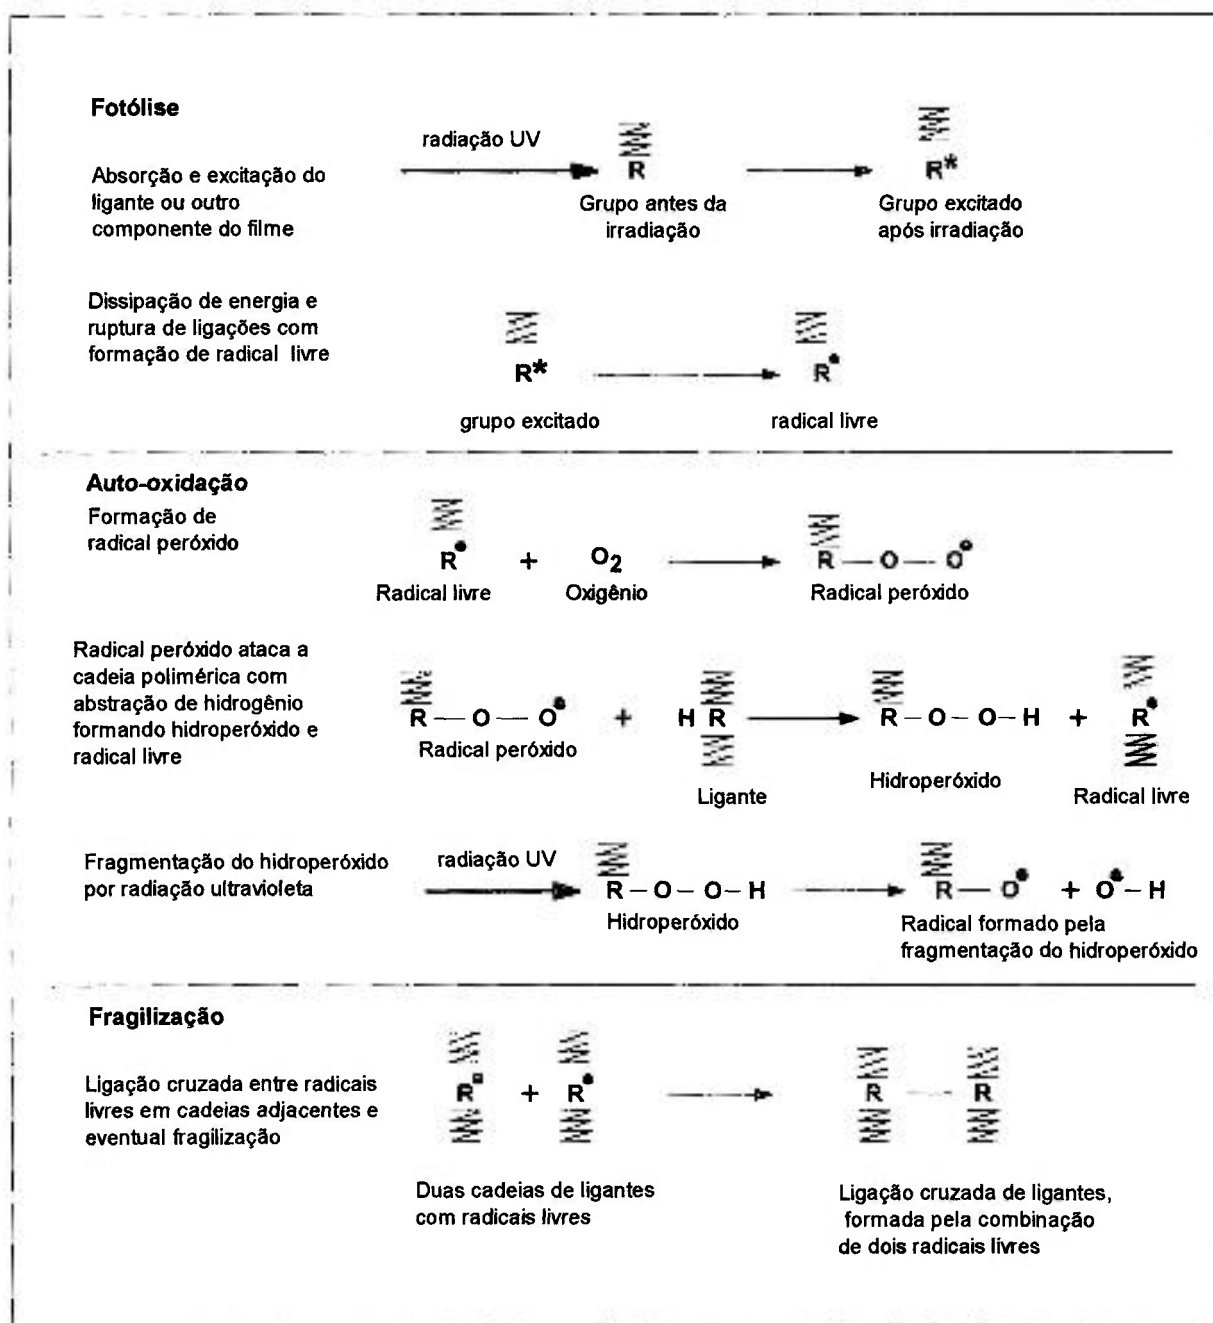 Fotólise
radiação UV
R
R*
Absorção e excitação do
ligante ou outro
componente do filme
Grupo antes da
irradiação
Grupo excitado
após irradiação
Dissipação de energia e
ruptura de ligações com
formação de radical livre
R*
R•
grupo excitado
radical livre
Auto-oxidação
Formação de
radical peróxido
R• + O2 R — O — O•
Radical livre
Oxigênio
Radical peróxido
Radical peróxido ataca a
cadeia polimérica com
abstração de hidrogênio
formando hidroperóxido e
radical livre
R — O — O• + H R R — O — O — H + R•
Radical peróxido
Ligante
Hidroperóxido
Radical livre
Fragmentação do hidroperóxido
por radiação ultravioleta
radiação UV
R — O — O — H R — O• + O• — H
Hidroperóxido
Radical formado pela
fragmentação do hidroperóxido
Fragilização
Ligação cruzada entre radicais
livres em cadeias adjacentes e
eventual fragilização
R• + R• R — R
Duas cadeias de ligantes
com radicais livres
Ligação cruzada de ligantes,
formada pela combinação
de dois radicais livres